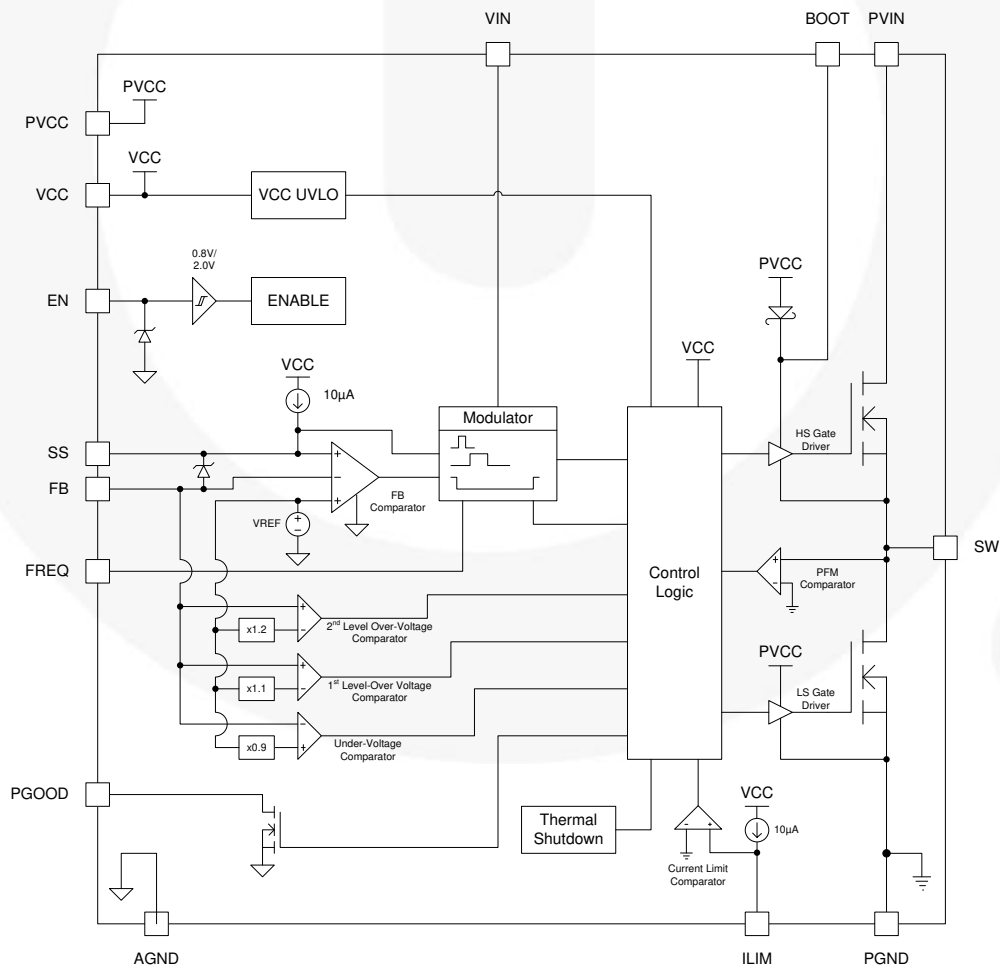 VIN
BOOT
PVIN
PVCC
PVCC
VCC
VCC
VCC UVLO
0.8V/
2.0V
EN
ENABLE
PVCC
VCC
VCC
10µA
Modulator
SS
FB
+
−
+
FB
Comparator
VREF
+
−
HS Gate
Driver
SW
FREQ
Control
Logic
+
−
PFM
Comparator
+
−
x1.2
2nd Level Over-Voltage
Comparator
+
−
x1.1
1st Level-Over Voltage
Comparator
−
+
x0.9
Under-Voltage
Comparator
PVCC
LS Gate
Driver
PGOOD
Thermal
Shutdown
VCC
10µA
−
+
Current Limit
Comparator
AGND
ILIM
PGND